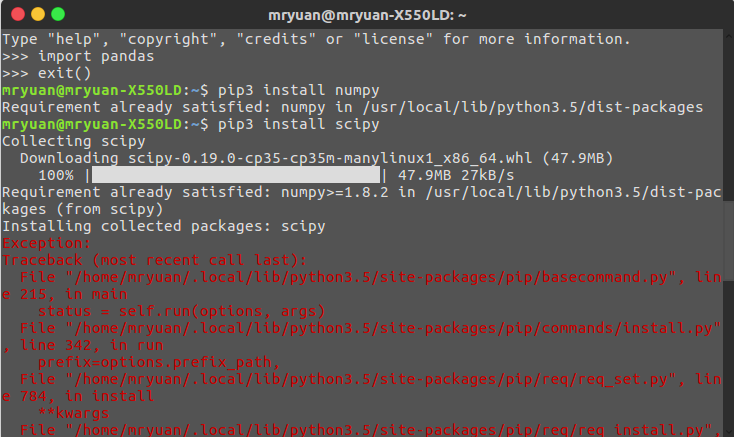 mryuan@mryuan-X550LD: ~
Type "help", "copyright", "credits" or "license" for more information.
>>> import pandas
>>> exit()
mryuan@mryuan-X550LD:~$ pip3 install numpy
Requirement already satisfied: numpy in /usr/local/lib/python3.5/dist-packages
mryuan@mryuan-X550LD:~$ pip3 install scipy
Collecting scipy
  Downloading scipy-0.19.0-cp35-cp35m-manylinux1_x86_64.whl (47.9MB)
    100% |████████████████████████████████| 47.9MB 27kB/s
Requirement already satisfied: numpy>=1.8.2 in /usr/local/lib/python3.5/dist-pac
kages (from scipy)
Installing collected packages: scipy
Exception:
Traceback (most recent call last):
  File "/home/mryuan/.local/lib/python3.5/site-packages/pip/basecommand.py", lin
e 215, in main
    status = self.run(options, args)
  File "/home/mryuan/.local/lib/python3.5/site-packages/pip/commands/install.py"
, line 342, in run
    prefix=options.prefix_path,
  File "/home/mryuan/.local/lib/python3.5/site-packages/pip/req/req_set.py", lin
e 784, in install
    **kwargs
  File "/home/mryuan/.local/lib/python3.5/site-packages/pip/req/req_install.py",